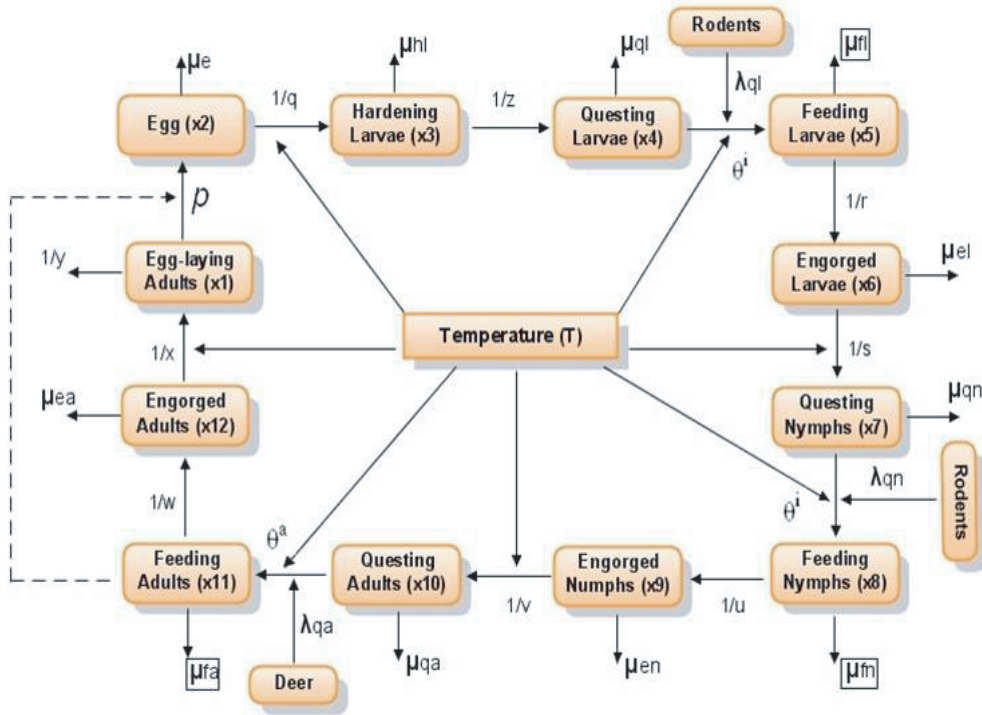 Rodents
μe
μhl
μql
μfl
λql
1/q
1/z
Egg (x2)
Hardening
Larvae (x3)
Questing
Larvae (x4)
Feeding
Larvae (x5)
θi
p
1/r
1/y
Egg-laying
Adults (x1)
Engorged
Larvae (x6)
μel
Temperature (T)
1/x
1/s
μea
Engorged
Adults (x12)
Questing
Nymphs (x7)
μqn
λqn
Rodents
1/w
θi
θa
Feeding
Adults (x11)
Questing
Adults (x10)
Engorged
Numphs (x9)
Feeding
Nymphs (x8)
1/v
1/u
λqa
μfa
μqa
μen
μfn
Deer